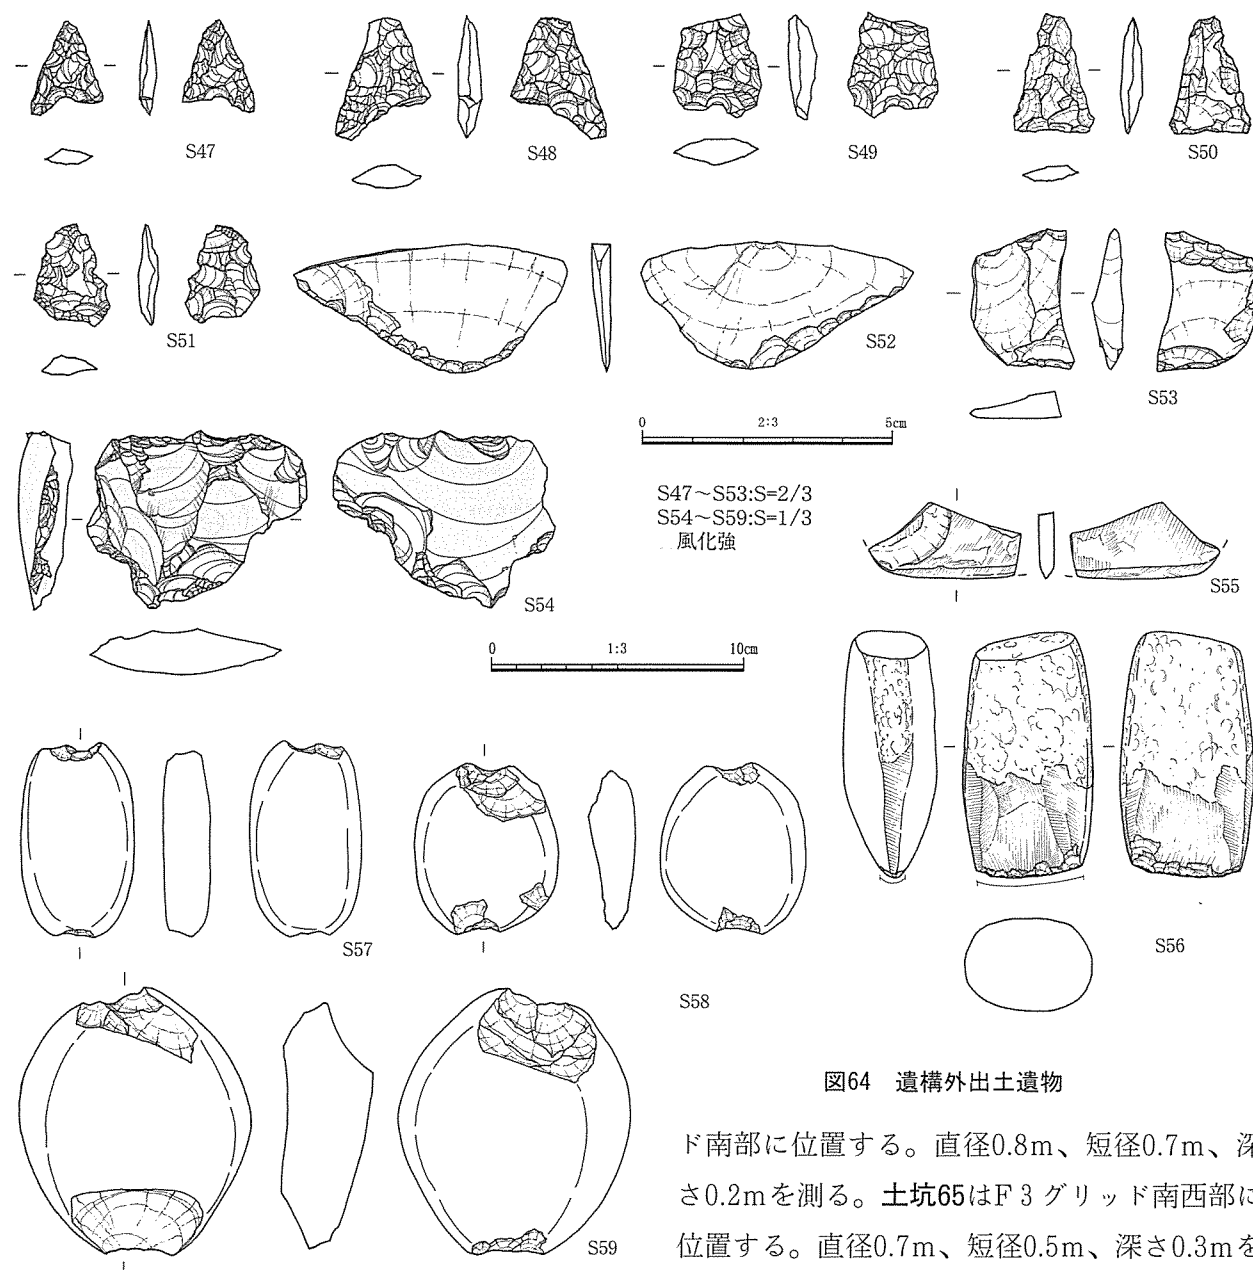 S47
S48
S49
S50
S51
S52
S53
0 2:3 5cm
S47～S53:S=2/3
S54～S59:S=1/3
風化強
S54
S55
0 1:3 10cm
S57
S58
S56
S59
図64 遺構外出土遺物
ド南部に位置する。直径0.8m、短径0.7m、深
さ0.2mを測る。土坑65はF3グリッド南西部に
位置する。直径0.7m、短径0.5m、深さ0.3mを